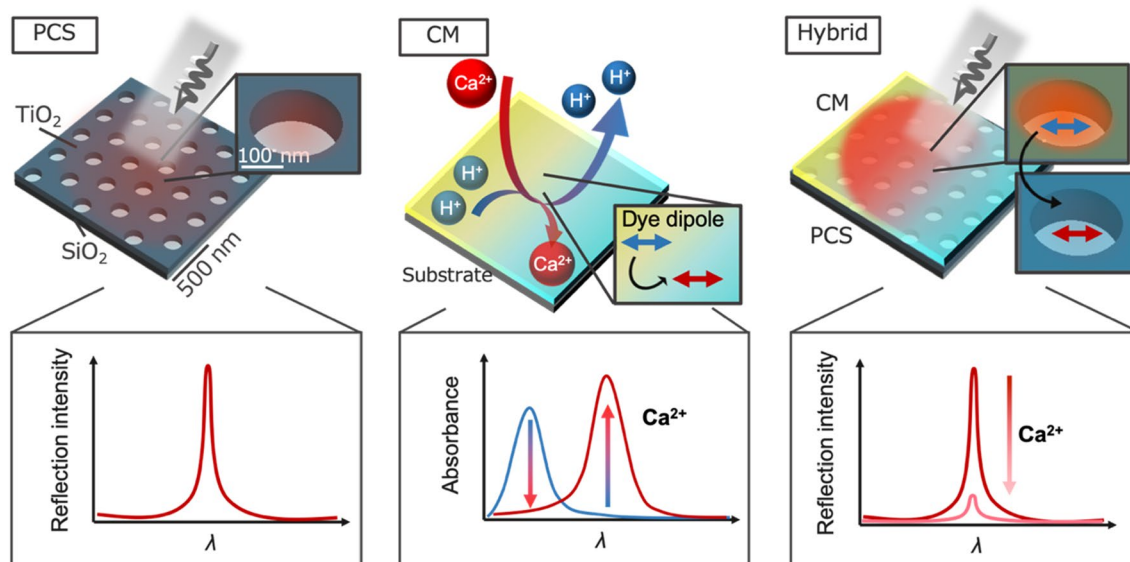 PCS
TiO₂
100 nm
SiO₂
500 nm
Reflection intensity
λ
CM
Ca²⁺
H⁺
H⁺
H⁺
H⁺
Ca²⁺
Substrate
Dye dipole
Absorbance
Ca²⁺
λ
Hybrid
CM
PCS
Reflection intensity
Ca²⁺
λ